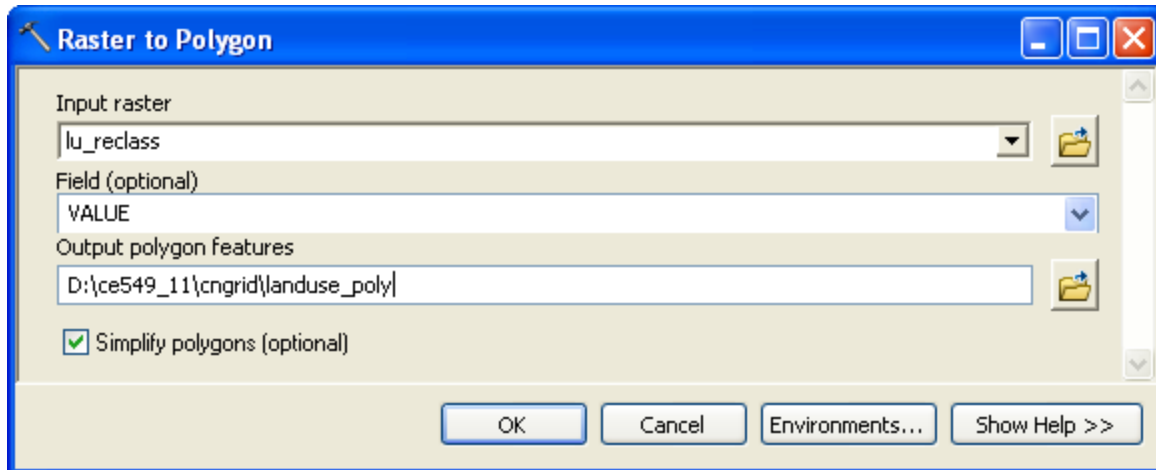 Raster to Polygon
Input raster
lu_reclass
Field (optional)
VALUE
Output polygon features
D:\ce549_11\cngrid\landuse_poly
Simplify polygons (optional)
OK Cancel Environments... Show Help >>